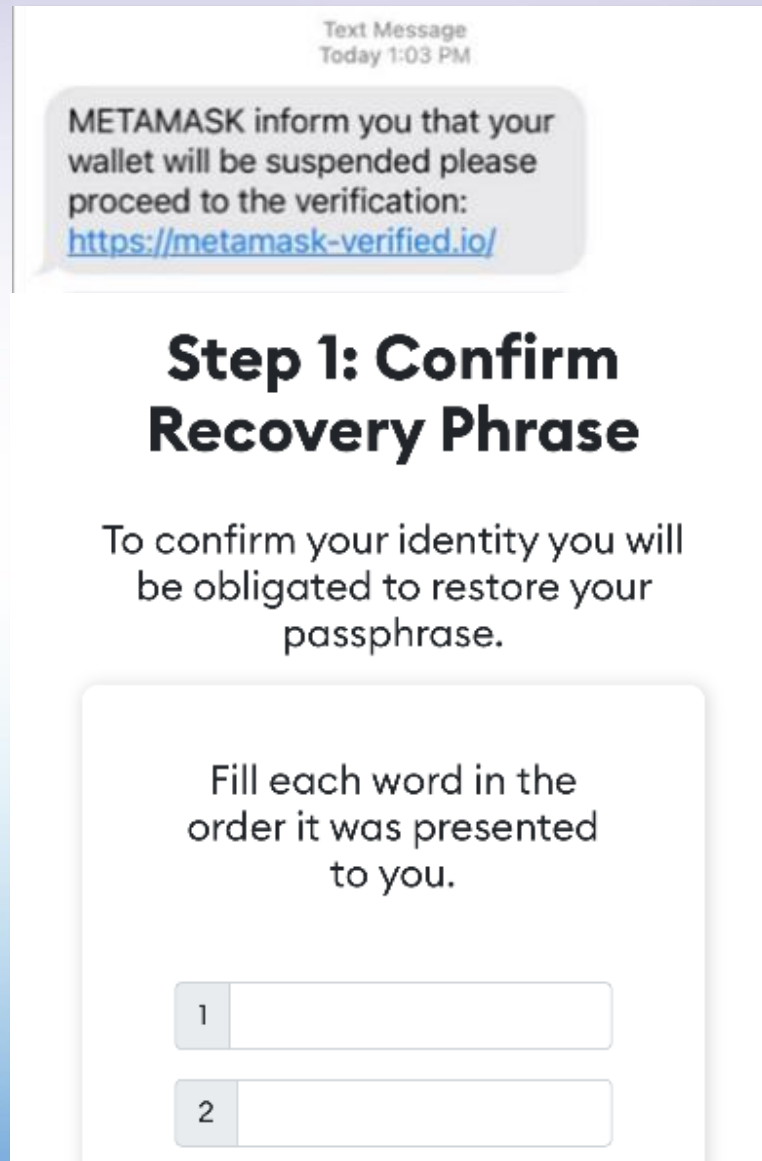 Text Message
Today 1:03 PM
METAMASK inform you that your
wallet will be suspended please
proceed to the verification:
https://metamask-verified.io/
Step 1: Confirm
Recovery Phrase
To confirm your identity you will
be obligated to restore your
passphrase.
Fill each word in the
order it was presented
to you.
1
2